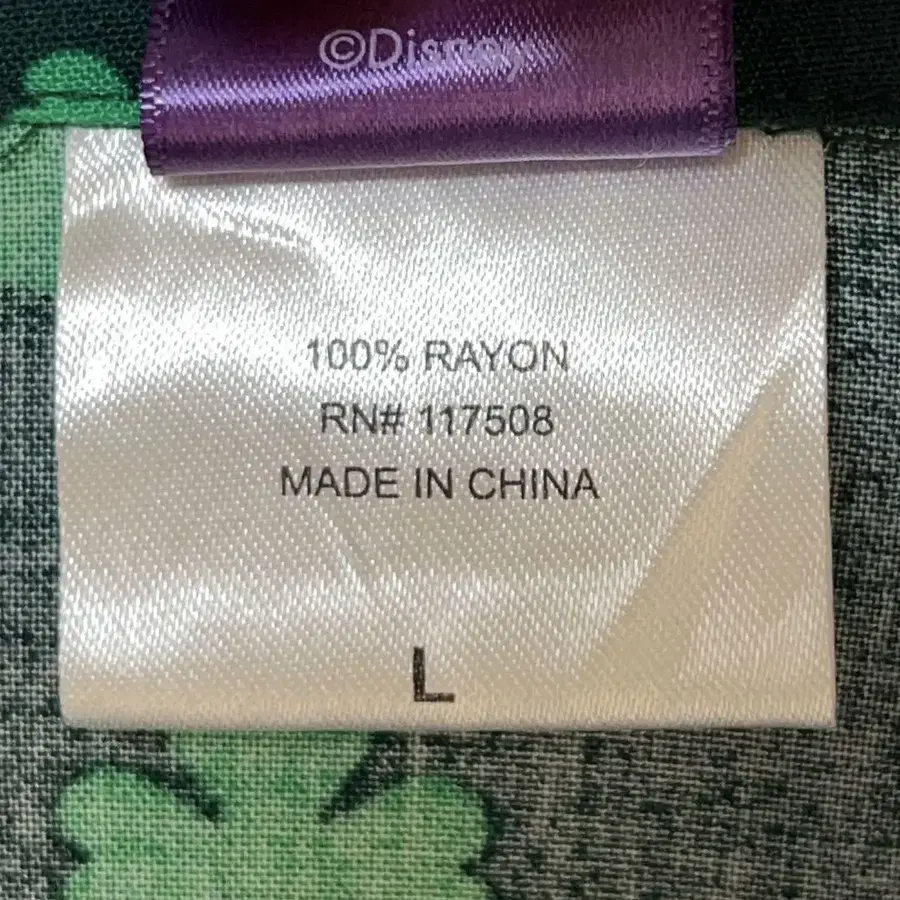 ©Disney
100% RAYON
RN# 117508
MADE IN CHINA
L